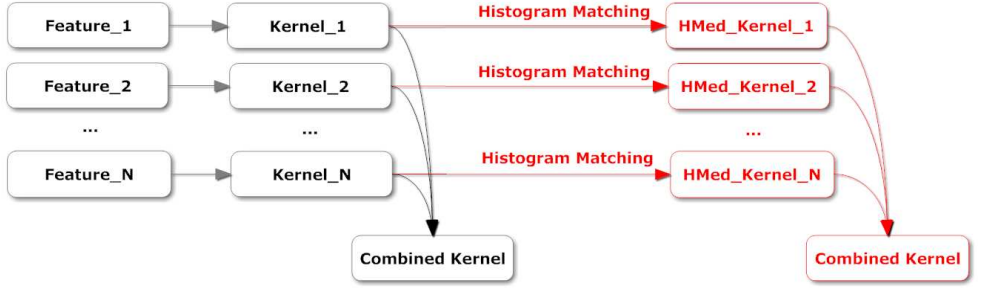 Feature_1
Kernel_1
Histogram Matching
HMed_Kernel_1
Feature_2
Kernel_2
Histogram Matching
HMed_Kernel_2
...
...
...
Feature_N
Kernel_N
Histogram Matching
HMed_Kernel_N
Combined Kernel
Combined Kernel